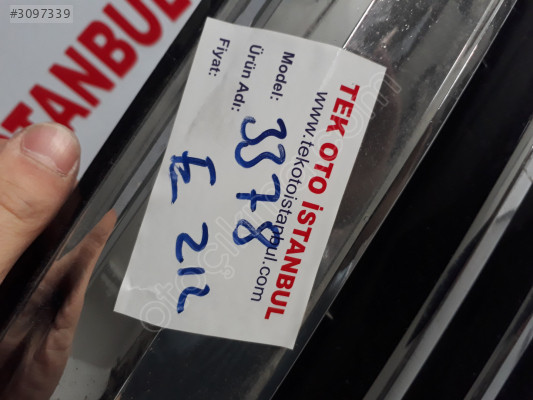 #3097339
İSTANBUL
TEK OTO İSTANBUL
www.tekotoistanbul.com
Model: 3378
Ürün Adı:
Fiyat: E 212